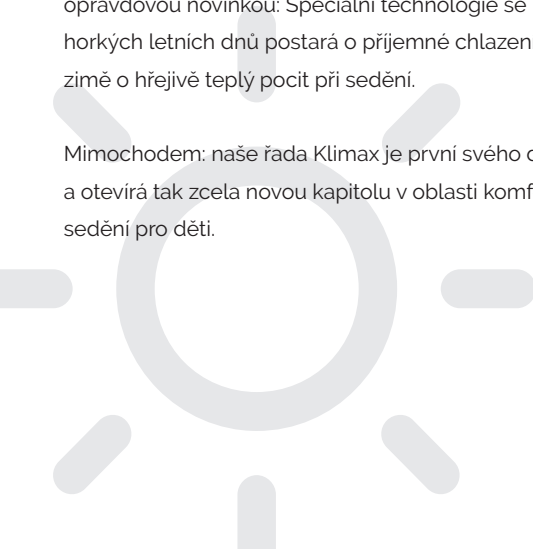 opravdovou novinkou: Speciální technologie se
horkých letních dnů postará o příjemné chlazen
zimě o hřejivě teplý pocit při sedění.
Mimochodem: naše řada Klimax je první svého
a otevírá tak zcela novou kapitolu v oblasti komf
sedění pro děti.